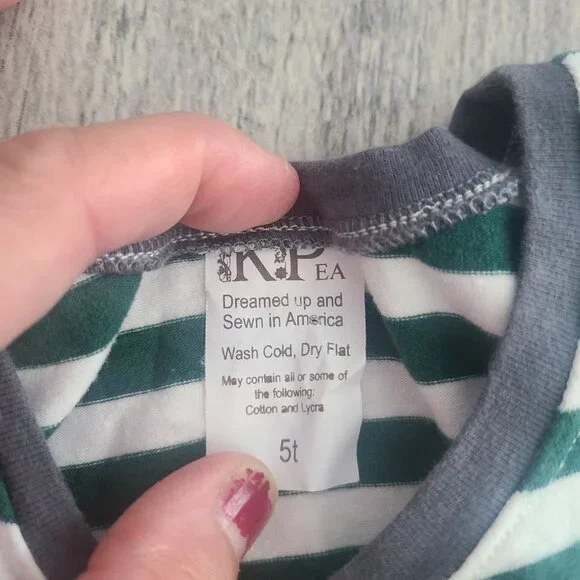 K.P EA
Dreamed up and
Sewn in America
Wash Cold, Dry Flat
May contain all or some of
the following:
Cotton and Lycra
5t